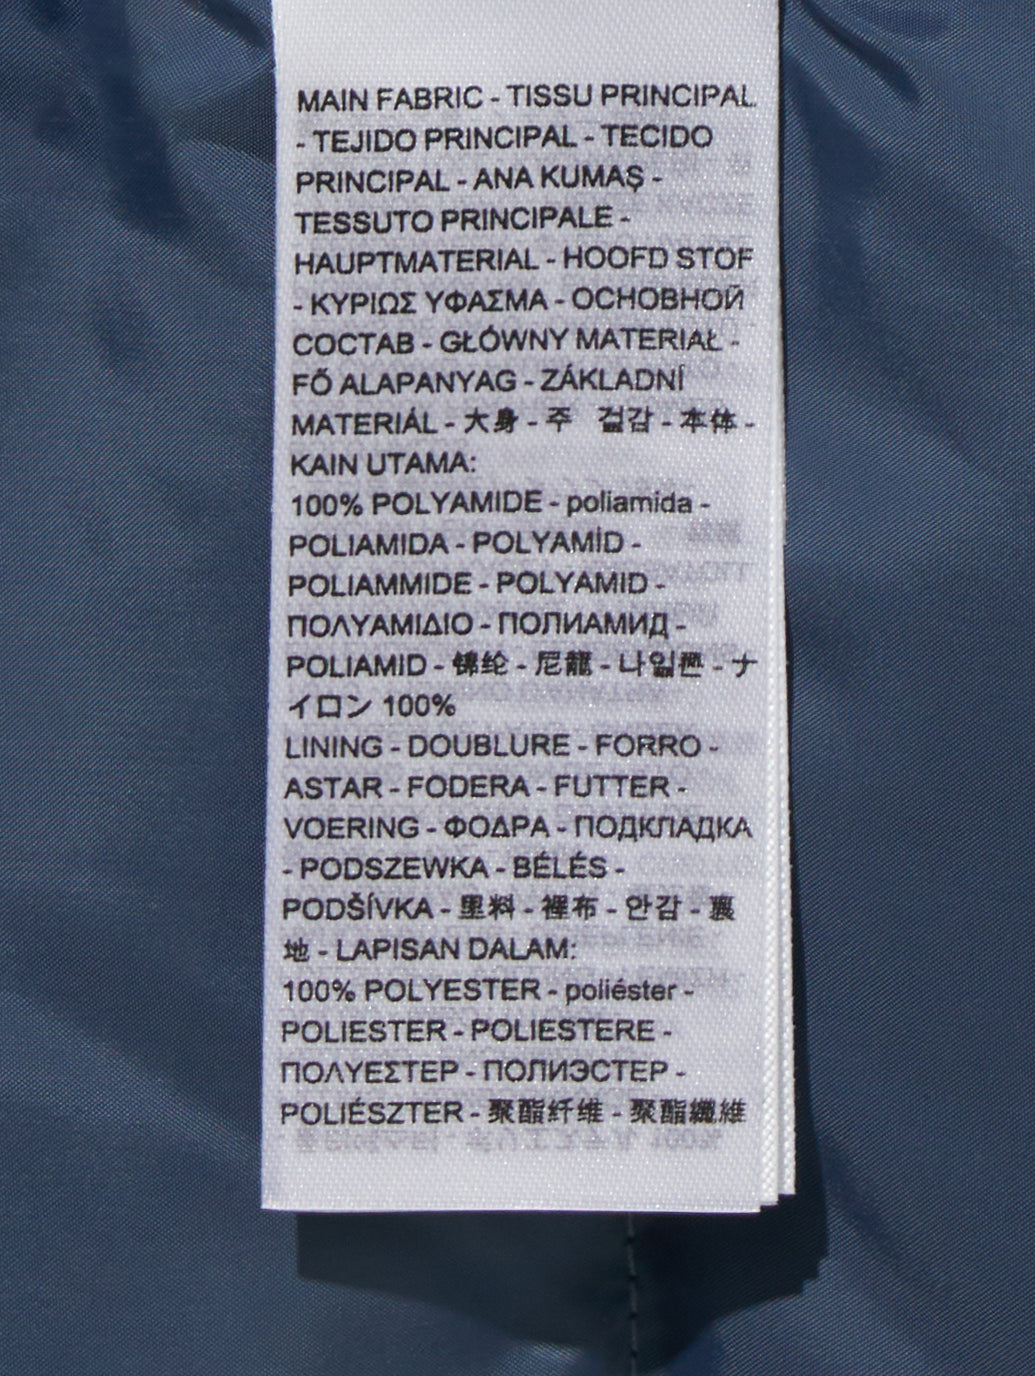 MAIN FABRIC - TISSU PRINCIPAL
- TEJIDO PRINCIPAL - TECIDO
PRINCIPAL - ANA KUMAŞ -
TESSUTO PRINCIPALE -
HAUPTMATERIAL - HOOFD STOF
- ΚΥΡΙΩΣ ΥΦΑΣΜΑ - ОСНОВНОЙ
СОСТАВ - GŁÓWNY MATERIAŁ -
FŐ ALAPANYAG - ZÁKLADNÍ
MATERIÁL - 大身 - 주 겉감 - 本体 -
KAIN UTAMA:
100% POLYAMIDE - poliamida -
POLIAMIDA - POLYAMİD -
POLIAMMIDE - POLYAMID -
ΠΟΛΥΑΜΙΔΙΟ - ПОЛИАМИД -
POLIAMID - 锦纶 - 尼龍 - 나일론 - ナ
イロン 100%
LINING - DOUBLURE - FORRO -
ASTAR - FODERA - FUTTER -
VOERING - ΦΟΔΡΑ - ПОДКЛАДКА
- PODSZEWKA - BÉLÉS -
PODŠÍVKA - 里料 - 裡布 - 안감 - 裏
地 - LAPISAN DALAM:
100% POLYESTER - poliéster -
POLIESTER - POLIESTERE -
ΠΟΛΥΕΣΤΕΡ - ПОЛИЭСТЕР -
POLIÉSZTER - 聚酯纤维 - 聚酯纖維